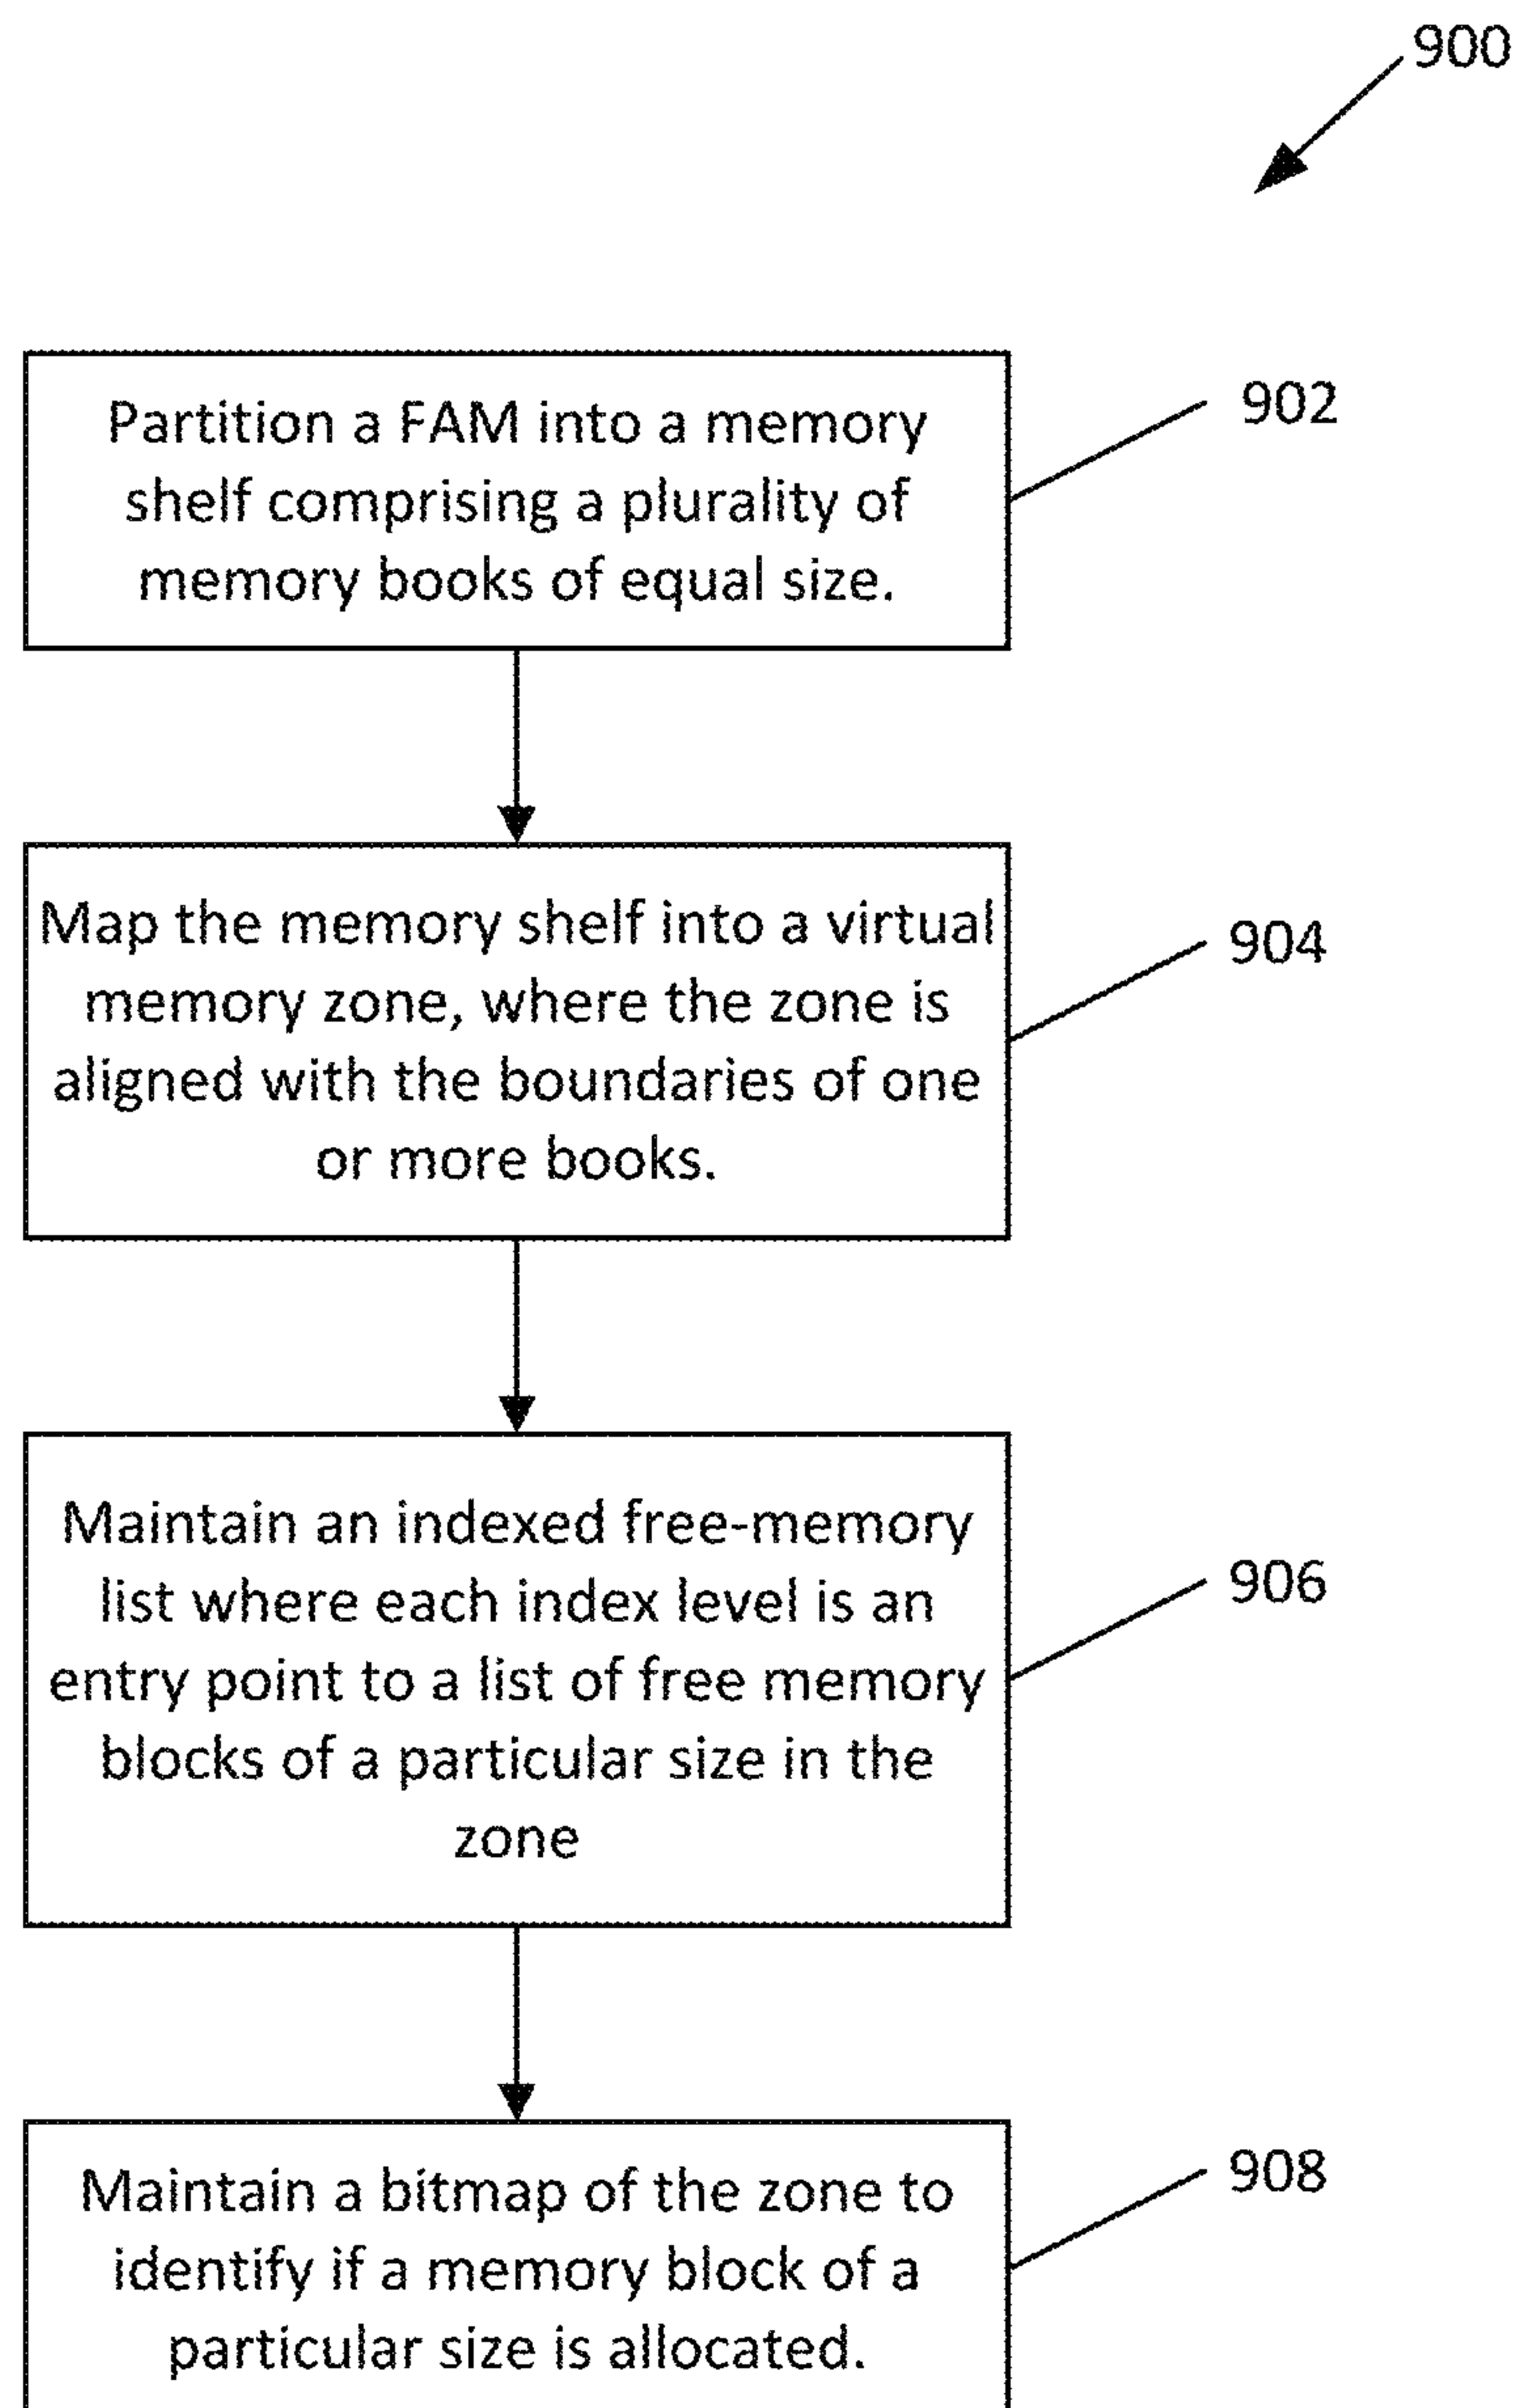 900
Partition a FAM into a memory
shelf comprising a plurality of
memory books of equal size.
902
Map the memory shelf into a virtual
memory zone, where the zone is
aligned with the boundaries of one
or more books.
904
Maintain an indexed free-memory
list where each index level is an
entry point to a list of free memory
blocks of a particular size in the
zone
906
Maintain a bitmap of the zone to
identify if a memory block of a
particular size is allocated.
908